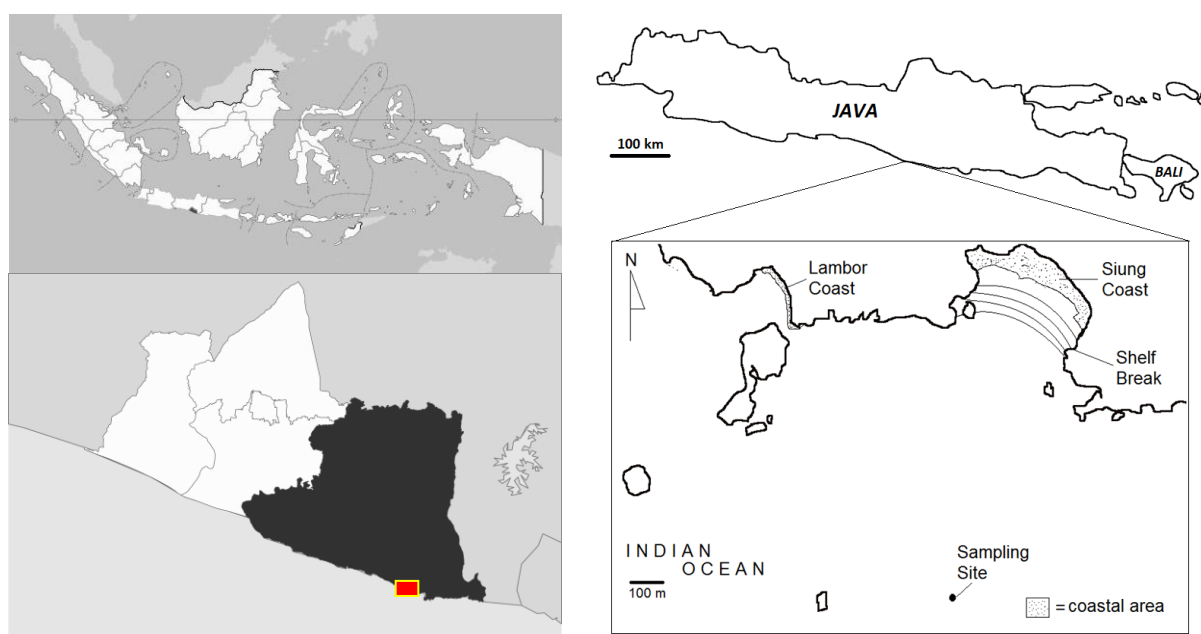 JAVA
100 km
BALI
N
Lambor
Coast
Siung
Coast
Shelf
Break
INDIAN
OCEAN
100 m
Sampling
Site
= coastal area